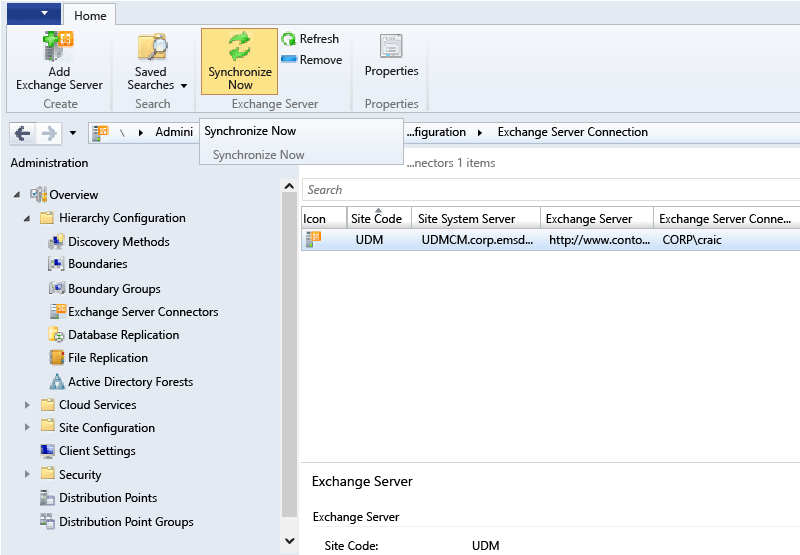 Home
Add
Exchange Server
Create
Saved
Searches
Search
Synchronize
Now
Refresh
Remove
Exchange Server
Properties
Properties
\ Admini
...figuration Exchange Server Connection
Synchronize Now
Synchronize Now
Administration
...nectors 1 items
Overview
Hierarchy Configuration
Discovery Methods
Boundaries
Boundary Groups
Exchange Server Connectors
Database Replication
File Replication
Active Directory Forests
Cloud Services
Site Configuration
Client Settings
Security
Distribution Points
Distribution Point Groups
Search
Icon Site Code Site System Server Exchange Server Exchange Server Conne...
UDM UDMCM.corp.emsd... http://www.conto... CORP\craic
Exchange Server
Exchange Server
Site Code: UDM